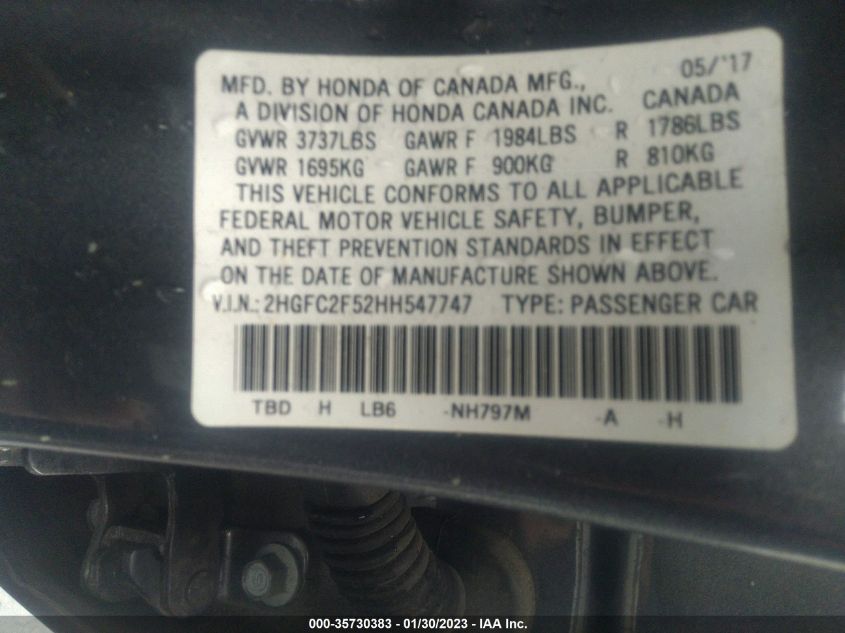 05/'17
MFD. BY HONDA OF CANADA MFG.,
A DIVISION OF HONDA CANADA INC. CANADA
GVWR 3737LBS GAWR F 1984LBS R 1786LBS
GVWR 1695KG GAWR F 900KG R 810KG
THIS VEHICLE CONFORMS TO ALL APPLICABLE
FEDERAL MOTOR VEHICLE SAFETY, BUMPER,
AND THEFT PREVENTION STANDARDS IN EFFECT
ON THE DATE OF MANUFACTURE SHOWN ABOVE.
V.I.N.: 2HGFC2F52HH547747 TYPE: PASSENGER CAR
TBD H LB6 -NH797M -A -H
000-35730383 - 01/30/2023 - IAA Inc.